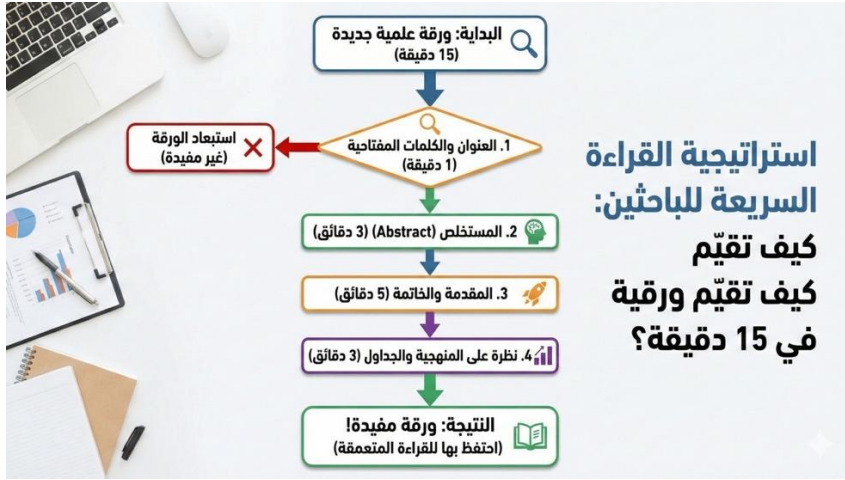 استراتيجية القراءة
السريعة للباحثين:
كيف تقيّم
كيف تقيّم ورقية
في 15 دقيقة؟
البداية: ورقة علمية جديدة
(15 دقيقة)
1. العنوان والكلمات المفتاحية
(1 دقيقة)
استبعاد الورقة
(غير مفيدة)
2. المستخلص (Abstract) (3 دقائق)
3. المقدمة والخاتمة (5 دقائق)
4. نظرة على المنهجية والجداول (3 دقائق)
النتيجة: ورقة مفيدة!
(احتفظ بها للقراءة المتعمقة)